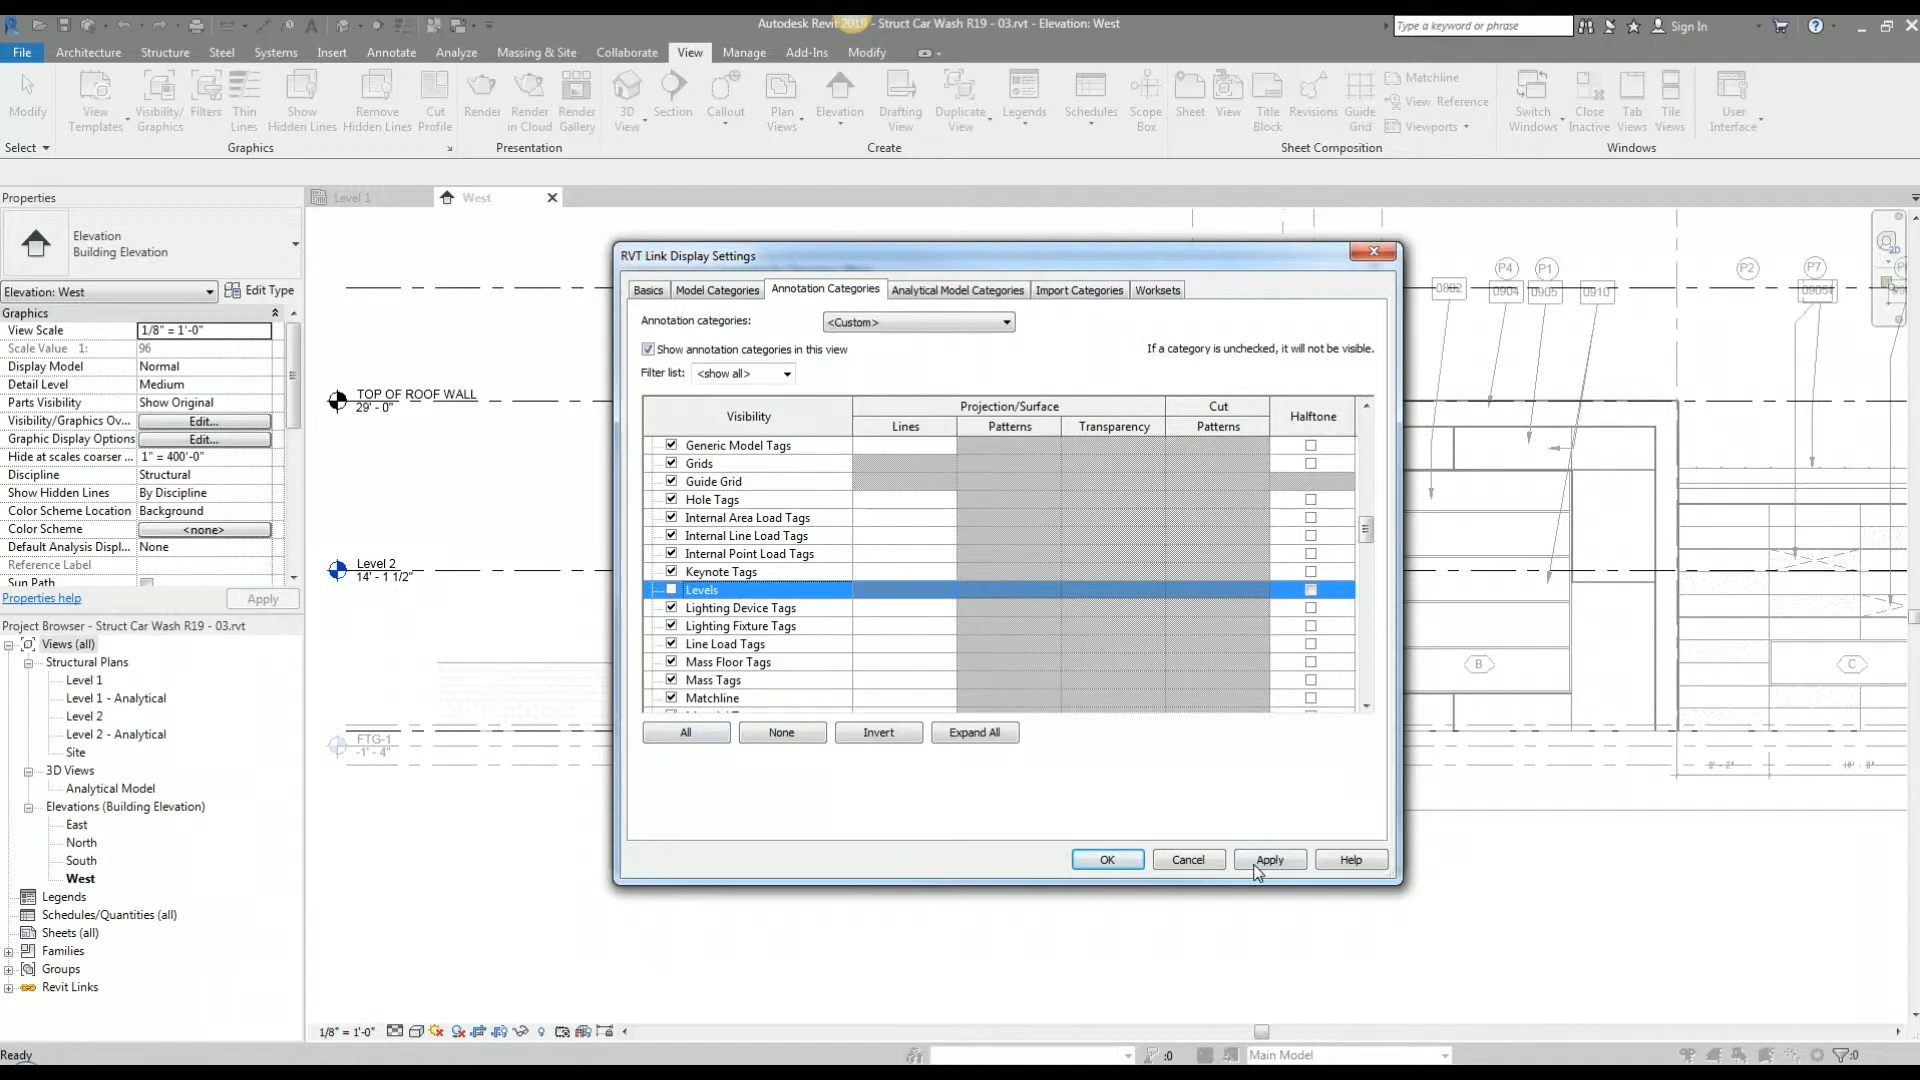 Autodesk Revit 2019 - Struct Car Wash R19 - 03.rvt - Elevation: West
Type a keyword or phrase
Sign In
File Architecture Structure Steel Systems Insert Annotate Analyze Massing & Site Collaborate View Manage Add-Ins Modify
Modify
View Templates
Visibility/ Graphics
Filters
Thin Lines
Show Hidden Lines
Remove Hidden Lines
Cut Profile
Render
Render in Cloud
Render Gallery
3D View
Section
Callout
Plan Views
Elevation
Drafting View
Duplicate View
Legends
Schedules
Scope Box
Sheet
View
Title Block
Revisions
Guide Grid
Matchline
View Reference
Viewports
Switch Windows
Close Inactive
Tab Views
Tile Views
User Interface
Select Graphics Presentation Create Sheet Composition Windows
Properties
Elevation
Building Elevation
Elevation: West Edit Type
Graphics
View Scale 1/8" = 1'-0"
Scale Value 1: 96
Display Model Normal
Detail Level Medium
Parts Visibility Show Original
Visibility/Graphics Ov... Edit...
Graphic Display Options Edit...
Hide at scales coarser ... 1" = 400'-0"
Discipline Structural
Show Hidden Lines By Discipline
Color Scheme Location Background
Color Scheme <none>
Default Analysis Displ... None
Reference Label
Sun Path
Properties help Apply
Project Browser - Struct Car Wash R19 - 03.rvt
Views (all)
Structural Plans
Level 1
Level 1 - Analytical
Level 2
Level 2 - Analytical
Site
3D Views
Analytical Model
Elevations (Building Elevation)
East
North
South
West
Legends
Schedules/Quantities (all)
Sheets (all)
Families
Groups
Revit Links
Level 1
West
TOP OF ROOF WALL
29' - 0"
Level 2
14' - 1 1/2"
FTG-1
-1' - 4"
RVT Link Display Settings
Basics Model Categories Annotation Categories Analytical Model Categories Import Categories Worksets
Annotation categories: <Custom>
Show annotation categories in this view
If a category is unchecked, it will not be visible.
Filter list: <show all>
Visibility Projection/Surface Cut Halftone
Lines Patterns Transparency Patterns
Generic Model Tags
Grids
Guide Grid
Hole Tags
Internal Area Load Tags
Internal Line Load Tags
Internal Point Load Tags
Keynote Tags
Levels
Lighting Device Tags
Lighting Fixture Tags
Line Load Tags
Mass Floor Tags
Mass Tags
Matchline
All None Invert Expand All
OK Cancel Apply Help
P4 P1 P2 P7
0904 0905 0910
B C
2D
1/8" = 1'-0"
Ready
:0
Main Model
:0